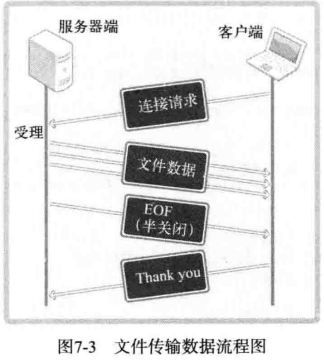 服务器端
客户端
连接请求
受理
文件数据
EOF
（半关闭）
Thank you
图7-3 文件传输数据流程图